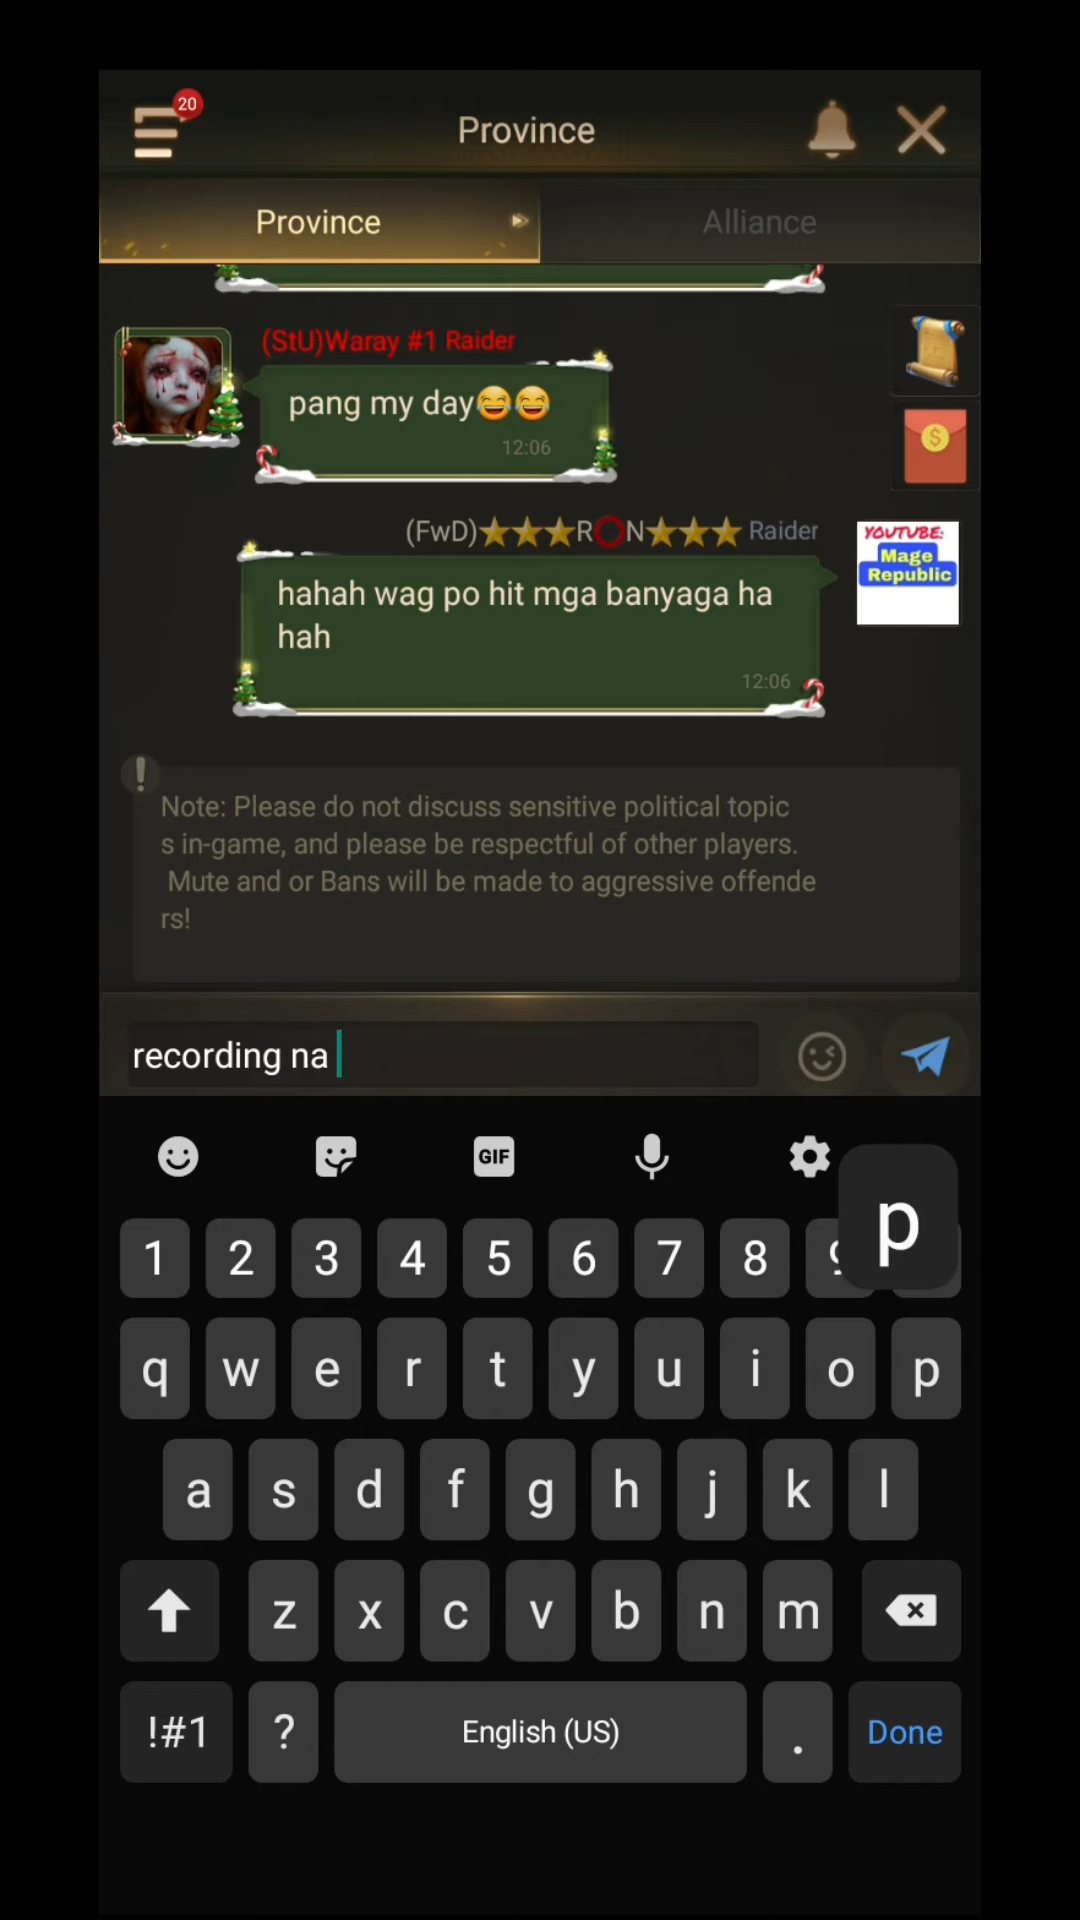 20
Province
Province
Alliance
(StU)Waray #1 Raider
pang my day😂😂
12:06
(FwD)★★★R⭕N★★★ Raider
YOUTUBE:
Mage
Republic
hahah wag po hit mga banyaga ha
hah
12:06
Note: Please do not discuss sensitive political topic
s in-game, and please be respectful of other players.
Mute and or Bans will be made to aggressive offende
rs!
recording na
GIF
p
1 2 3 4 5 6 7 8 9
q w e r t y u i o p
a s d f g h j k l
z x c v b n m
!#1 ? English (US) . Done